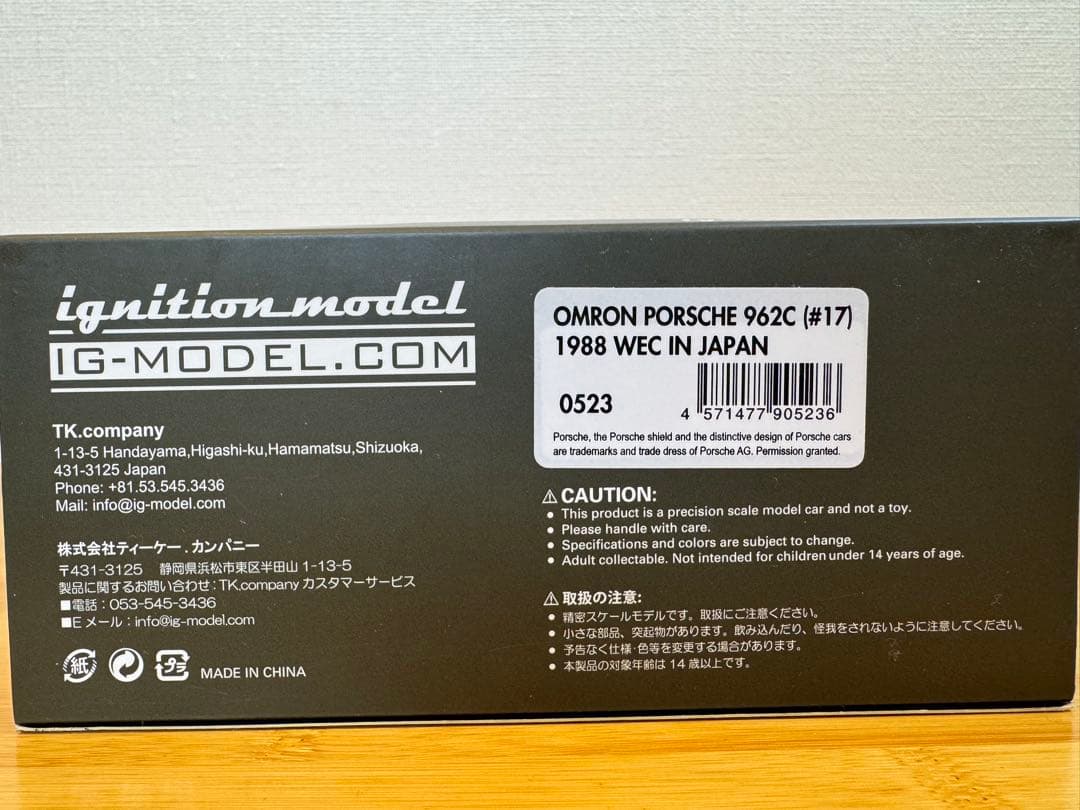 ignition model
IG-MODEL.COM
TK.company
1-13-5 Handayama,Higashi-ku,Hamamatsu,Shizuoka,
431-3125 Japan
Phone: +81.53.545.3436
Mail: info@ig-model.com
株式会社ティーケー.カンパニー
〒431-3125 静岡県浜松市東区半田山1-13-5
製品に関するお問い合わせ:TK.company カスタマーサービス
■電話:053-545-3436
■Eメール:info@ig-model.com
紙
プラ
MADE IN CHINA
OMRON PORSCHE 962C (#17)
1988 WEC IN JAPAN
0523
4 571477 905236
Porsche, the Porsche shield and the distinctive design of Porsche cars
are trademarks and trade dress of Porsche AG. Permission granted.
⚠ CAUTION:
● This product is a precision scale model car and not a toy.
● Please handle with care.
● Specifications and colors are subject to change.
● Adult collectable. Not intended for children under 14 years of age.
⚠ 取扱の注意:
● 精密スケールモデルです。取扱にご注意ください。
● 小さな部品、突起物があります。飲み込んだり、怪我をされないように注意してください。
● 予告なく仕様・色等を変更する場合があります。
● 本製品の対象年齢は14歳以上です。